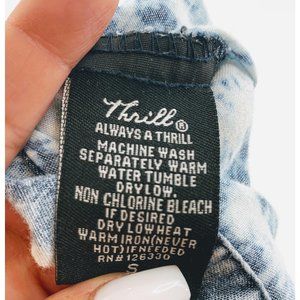 Thrill®
ALWAYS A THRILL
MACHINE WASH
SEPARATELY WARM
WATER TUMBLE
DRY LOW.
NON CHLORINE BLEACH
IF DESIRED
DRY LOW HEAT
WARM IRON(NEVER
HOT)IF NEEDED
RN# 126330
S